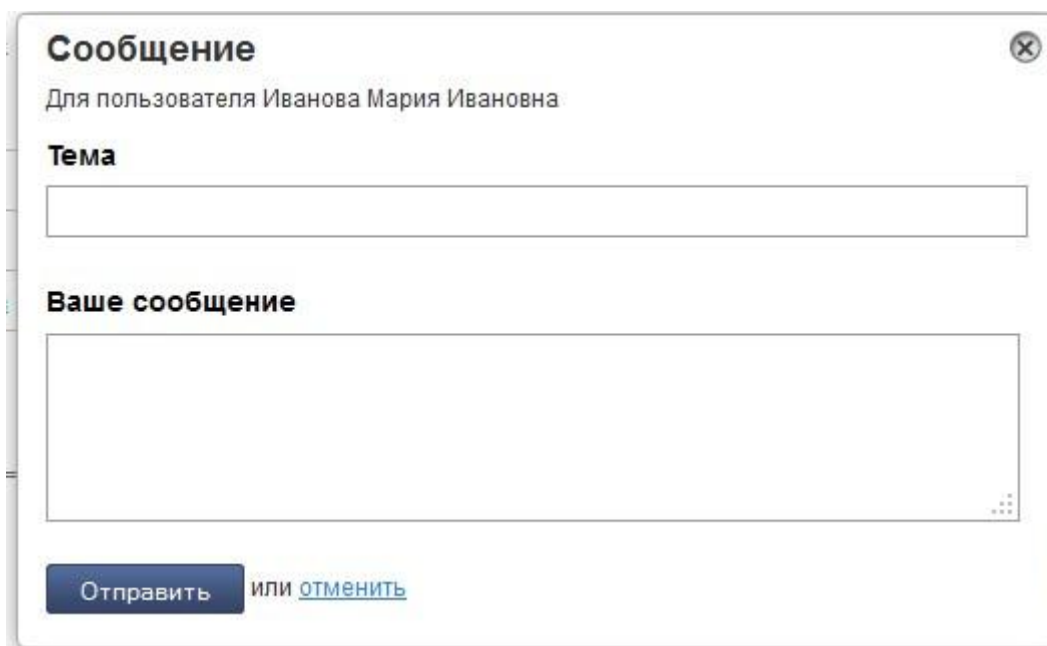 Сообщение
Для пользователя Иванова Мария Ивановна
Тема
Ваше сообщение
Отправить или отменить